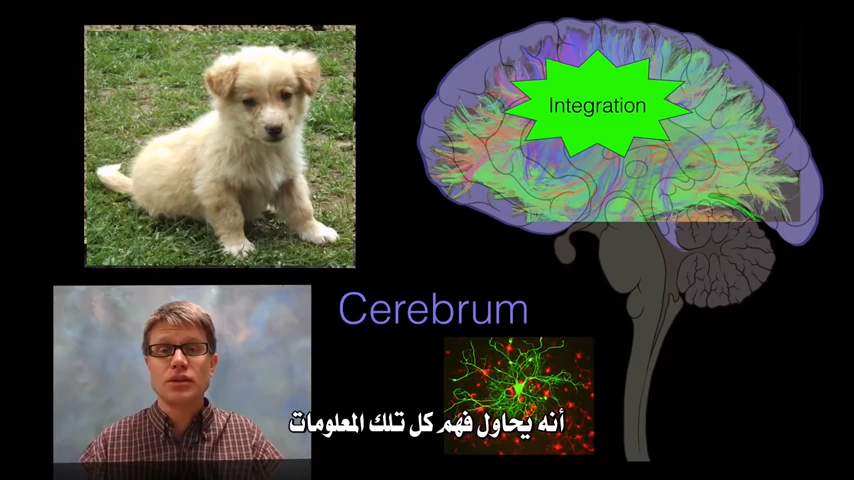 Integration
Cerebrum
أنه يحاول فهم كل تلك المعلومات